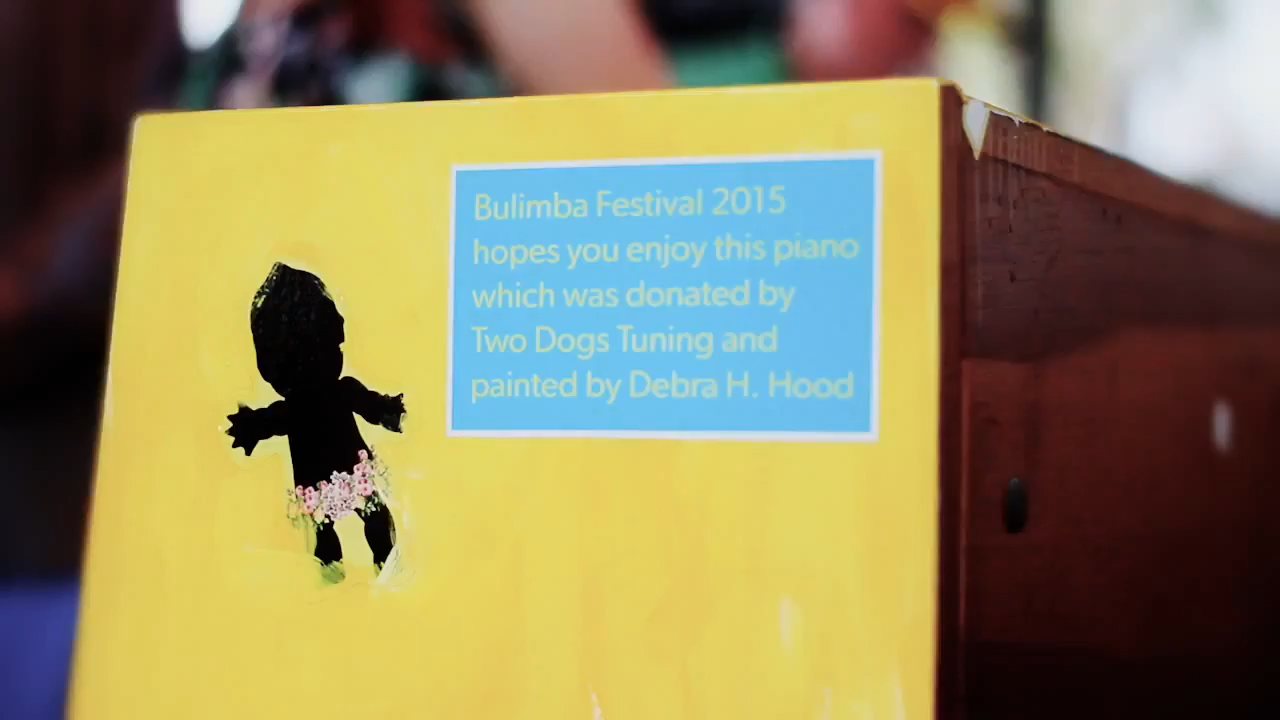 Bulimba Festival 2015
hopes you enjoy this piano
which was donated by
Two Dogs Tuning and
painted by Debra H. Hood